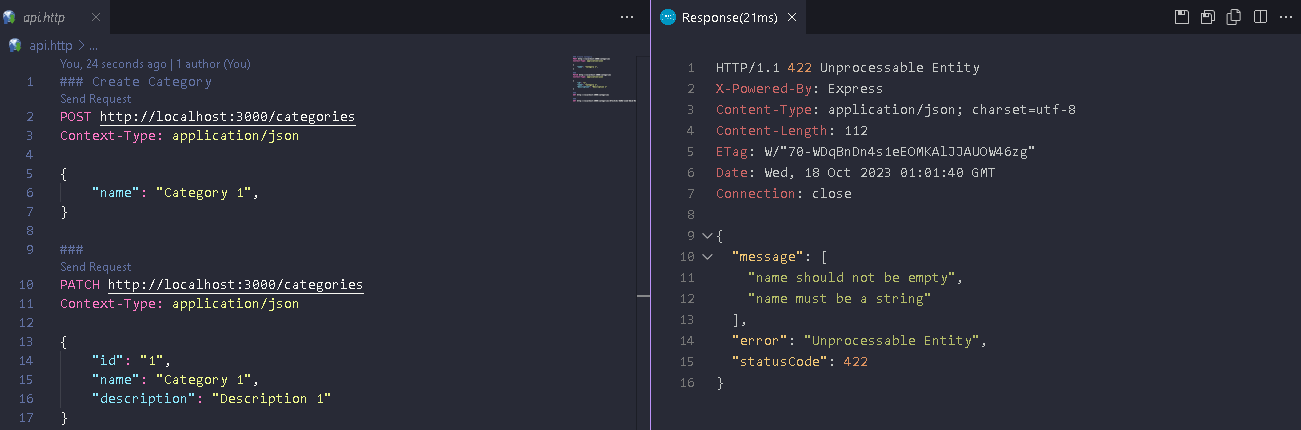 api.http
api.http > ...
You, 24 seconds ago | 1 author (You)
1 ### Create Category
Send Request
2 POST http://localhost:3000/categories
3 Context-Type: application/json
4
5 {
6 "name": "Category 1",
7 }
8
9 ###
Send Request
10 PATCH http://localhost:3000/categories
11 Context-Type: application/json
12
13 {
14 "id": "1",
15 "name": "Category 1",
16 "description": "Description 1"
17 }
Response(21ms)
1 HTTP/1.1 422 Unprocessable Entity
2 X-Powered-By: Express
3 Content-Type: application/json; charset=utf-8
4 Content-Length: 112
5 ETag: W/"70-WDqBnDn4s1eEOMKAlJJAUOW46zg"
6 Date: Wed, 18 Oct 2023 01:01:40 GMT
7 Connection: close
8
9 {
10 "message": [
11 "name should not be empty",
12 "name must be a string"
13 ],
14 "error": "Unprocessable Entity",
15 "statusCode": 422
16 }